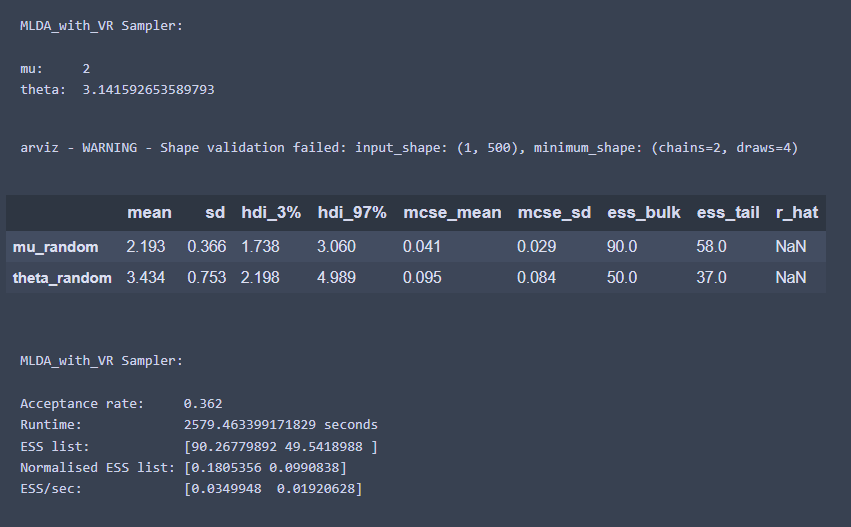 MLDA_with_VR Sampler:
mu: 2
theta: 3.141592653589793
arviz - WARNING - Shape validation failed: input_shape: (1, 500), minimum_shape: (chains=2, draws=4)
mean sd hdi_3% hdi_97% mcse_mean mcse_sd ess_bulk ess_tail r_hat
mu_random 2.193 0.366 1.738 3.060 0.041 0.029 90.0 58.0 NaN
theta_random 3.434 0.753 2.198 4.989 0.095 0.084 50.0 37.0 NaN
MLDA_with_VR Sampler:
Acceptance rate: 0.362
Runtime: 2579.463399171829 seconds
ESS list: [90.26779892 49.5418988 ]
Normalised ESS list: [0.1805356 0.0990838]
ESS/sec: [0.0349948 0.01920628]